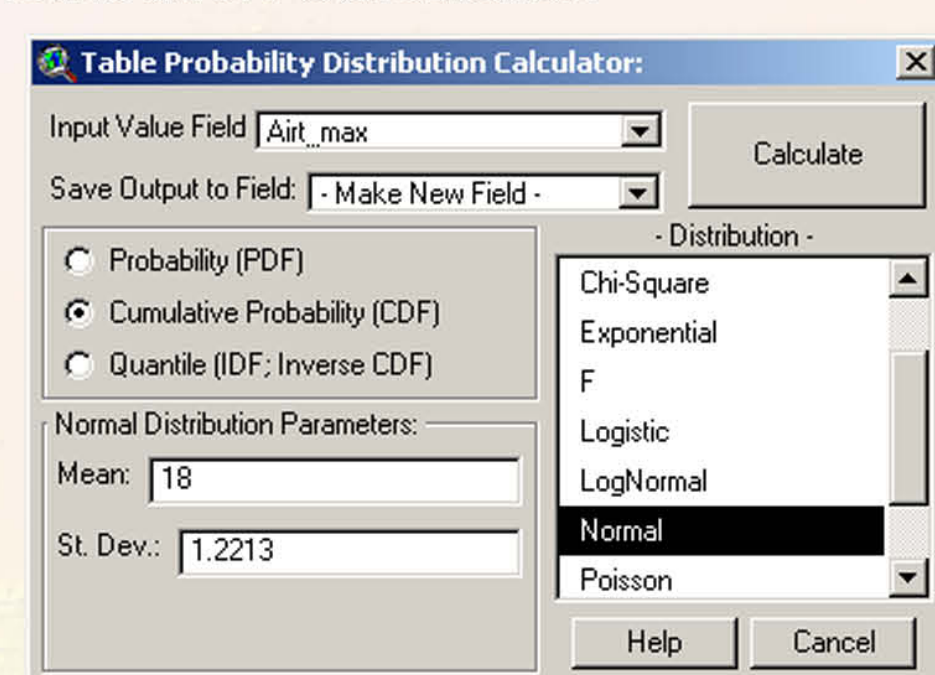 Table Probability Distribution Calculator:
Input Value Field
Airt_max
Calculate
Save Output to Field:
- Make New Field -
- Distribution -
Probability (PDF)
Cumulative Probability (CDF)
Quantile (IDF; Inverse CDF)
Chi-Square
Exponential
F
Logistic
LogNormal
Normal
Poisson
Normal Distribution Parameters:
Mean: 18
St. Dev.: 1.2213
Help
Cancel